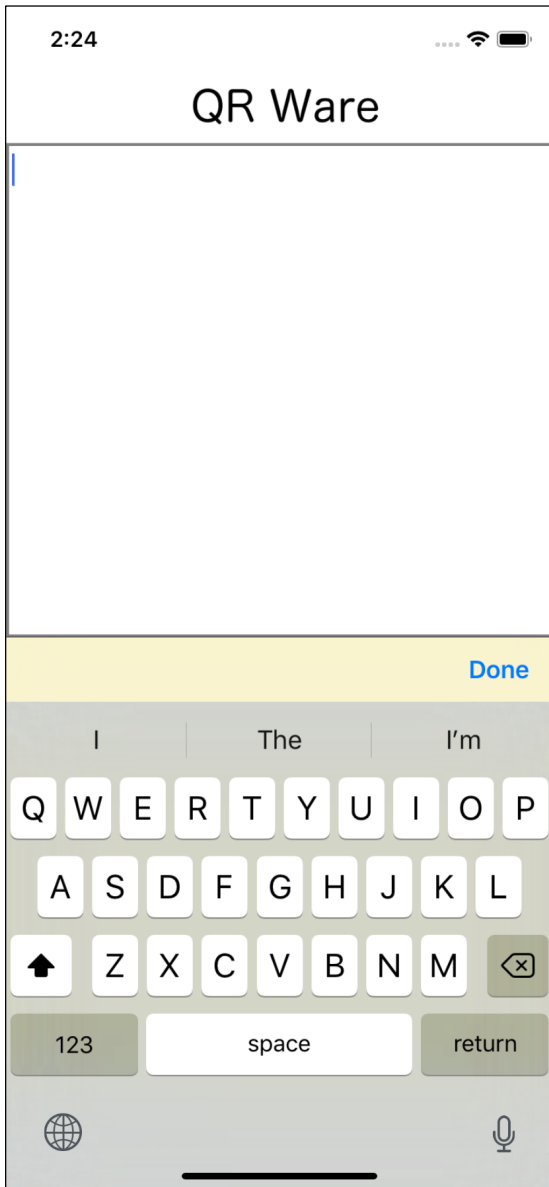 2:24
QR Ware
Done
I The I’m
Q W E R T Y U I O P
A S D F G H J K L
Z X C V B N M
123 space return